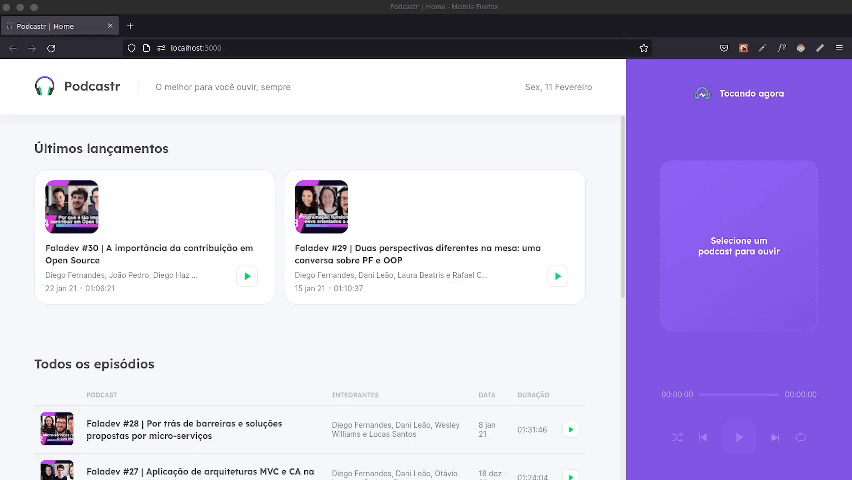 Podcastr | Home - Mozilla Firefox
Podcastr | Home
localhost:3000
Podcastr
O melhor para você ouvir, sempre
Sex, 11 Fevereiro
Tocando agora
Últimos lançamentos
Faladev #30 | A importância da contribuição em
Open Source
Diego Fernandes, João Pedro, Diego Haz ...
22 jan 21 • 01:06:21
Faladev #29 | Duas perspectivas diferentes na mesa: uma
conversa sobre PF e OOP
Diego Fernandes, Dani Leão, Laura Beatris e Rafael C...
15 jan 21 • 01:10:37
Selecione um
podcast para ouvir
Todos os episódios
PODCAST
INTEGRANTES
DATA
DURAÇÃO
Faladev #28 | Por trás de barreiras e soluções
propostas por micro-serviços
Diego Fernandes, Dani Leão, Wesley
Williams e Lucas Santos
8 jan
21
01:31:46
Faladev #27 | Aplicação de arquiteturas MVC e CA na
Diego Fernandes, Dani Leão, Otávio
18 dez
01:24:04
00:00:00
00:00:00